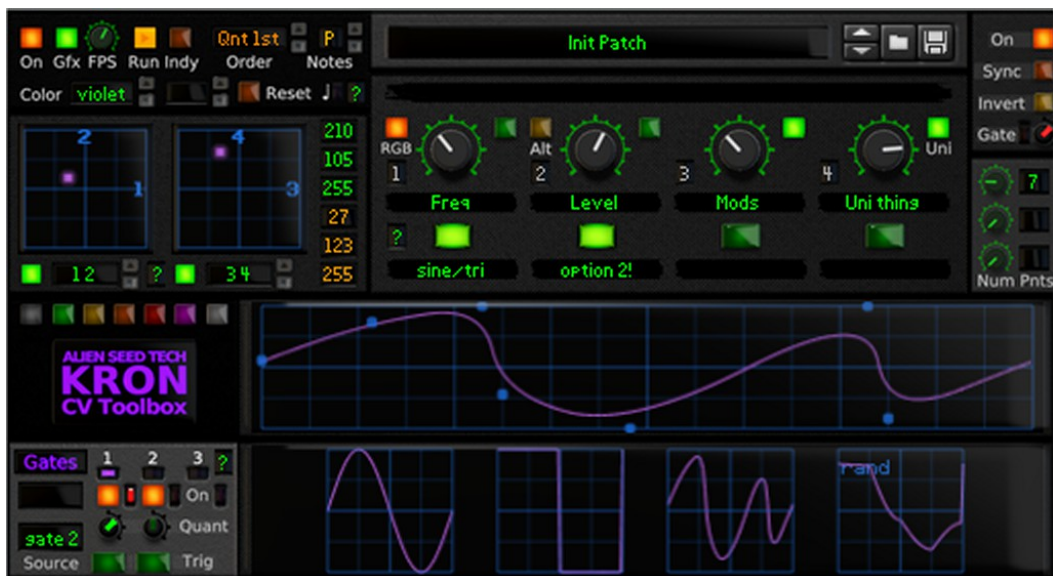 Qnt 1st P
On Gfx FPS Run Indy Order Notes
Color violet Reset ♩ ?
2 4
1 3
210
105
255
27
123
255
12 ? 34
Init Patch
RGB Alt Uni
1 2 3 4
Freq Level Mods Uni thing
?
sine/tri option 2!
On
Sync
Invert
Gate
7
Num Pnts
ALIEN SEED TECH
KRON
CV Toolbox
Gates 1 2 3 ?
On
Quant
gate 2
Source Trig
rand